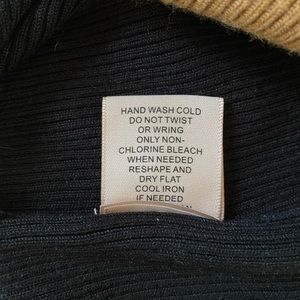 HAND WASH COLD
DO NOT TWIST
OR WRING
ONLY NON-
CHLORINE BLEACH
WHEN NEEDED
RESHAPE AND
DRY FLAT
COOL IRON
IF NEEDED